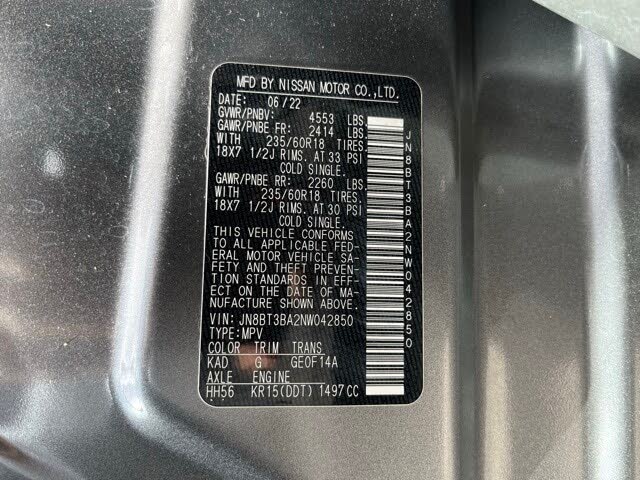 MFD BY NISSAN MOTOR CO.,LTD.
DATE: 06/22
GVWR/PNBV: 4553 LBS.
GAWR/PNBE FR: 2414 LBS.
WITH 235/60R18 TIRES.
18X7 1/2J RIMS. AT 33 PSI
COLD SINGLE.
GAWR/PNBE RR: 2260 LBS.
WITH 235/60R18 TIRES.
18X7 1/2J RIMS. AT 30 PSI
COLD SINGLE.
THIS VEHICLE CONFORMS
TO ALL APPLICABLE FED-
ERAL MOTOR VEHICLE SA-
FETY AND THEFT PREVEN-
TION STANDARDS IN EFF-
ECT ON THE DATE OF MA-
NUFACTURE SHOWN ABOVE.
VIN: JN8BT3BA2NW042850
TYPE:MPV
COLOR TRIM TRANS
KAD G GE0F14A
AXLE ENGINE
HH56 KR15(DDT) 1497CC
JN8BT3BA2NW042850